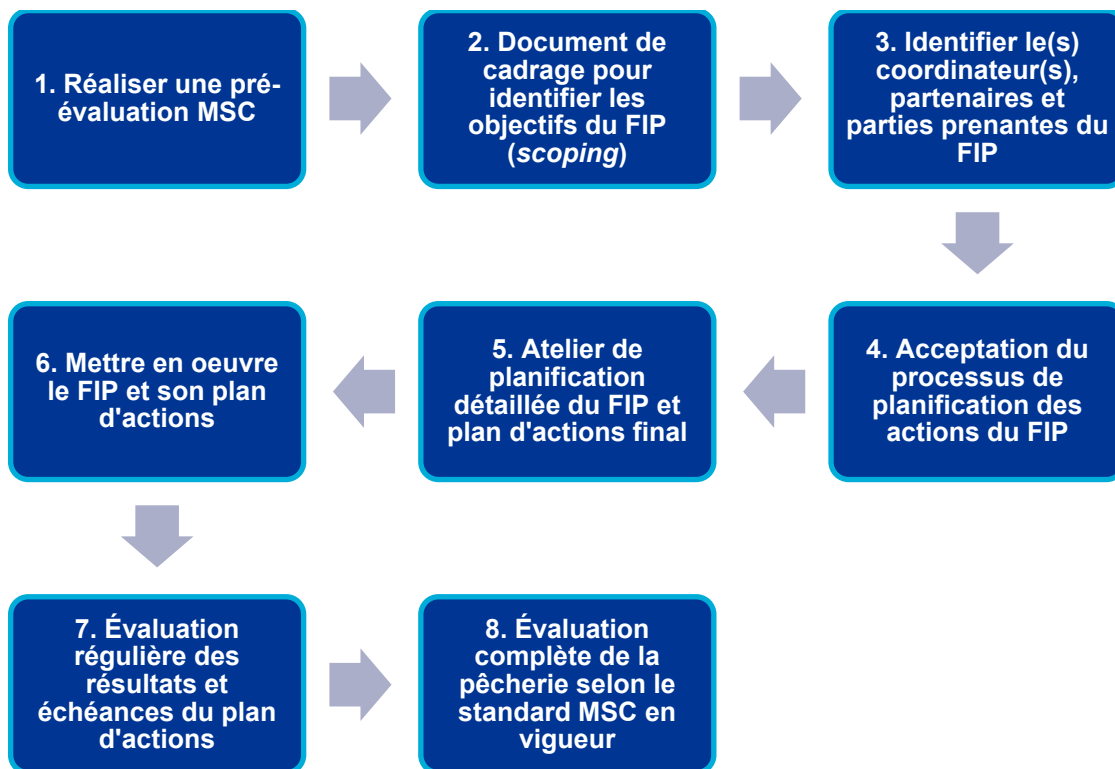 1. Réaliser une pré-
évaluation MSC
2. Document de
cadrage pour
identifier les
objectifs du FIP
(scoping)
3. Identifier le(s)
coordinateur(s),
partenaires et
parties prenantes du
FIP
4. Acceptation du
processus de
planification des
actions du FIP
5. Atelier de
planification
détaillée du FIP et
plan d'actions final
6. Mettre en oeuvre
le FIP et son plan
d'actions
7. Évaluation
régulière des
résultats et
échéances du plan
d'actions
8. Évaluation
complète de la
pêcherie selon le
standard MSC en
vigueur